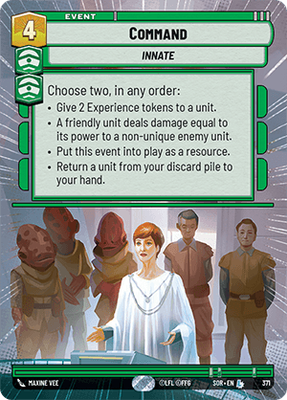 EVENT
4
COMMAND
INNATE
Choose two, in any order:
• Give 2 Experience tokens to a unit.
• A friendly unit deals damage equal to
its power to a non-unique enemy unit.
• Put this event into play as a resource.
• Return a unit from your discard pile to
your hand.
MAXINE VEE
©LFL ©FFG
SOR • EN
371